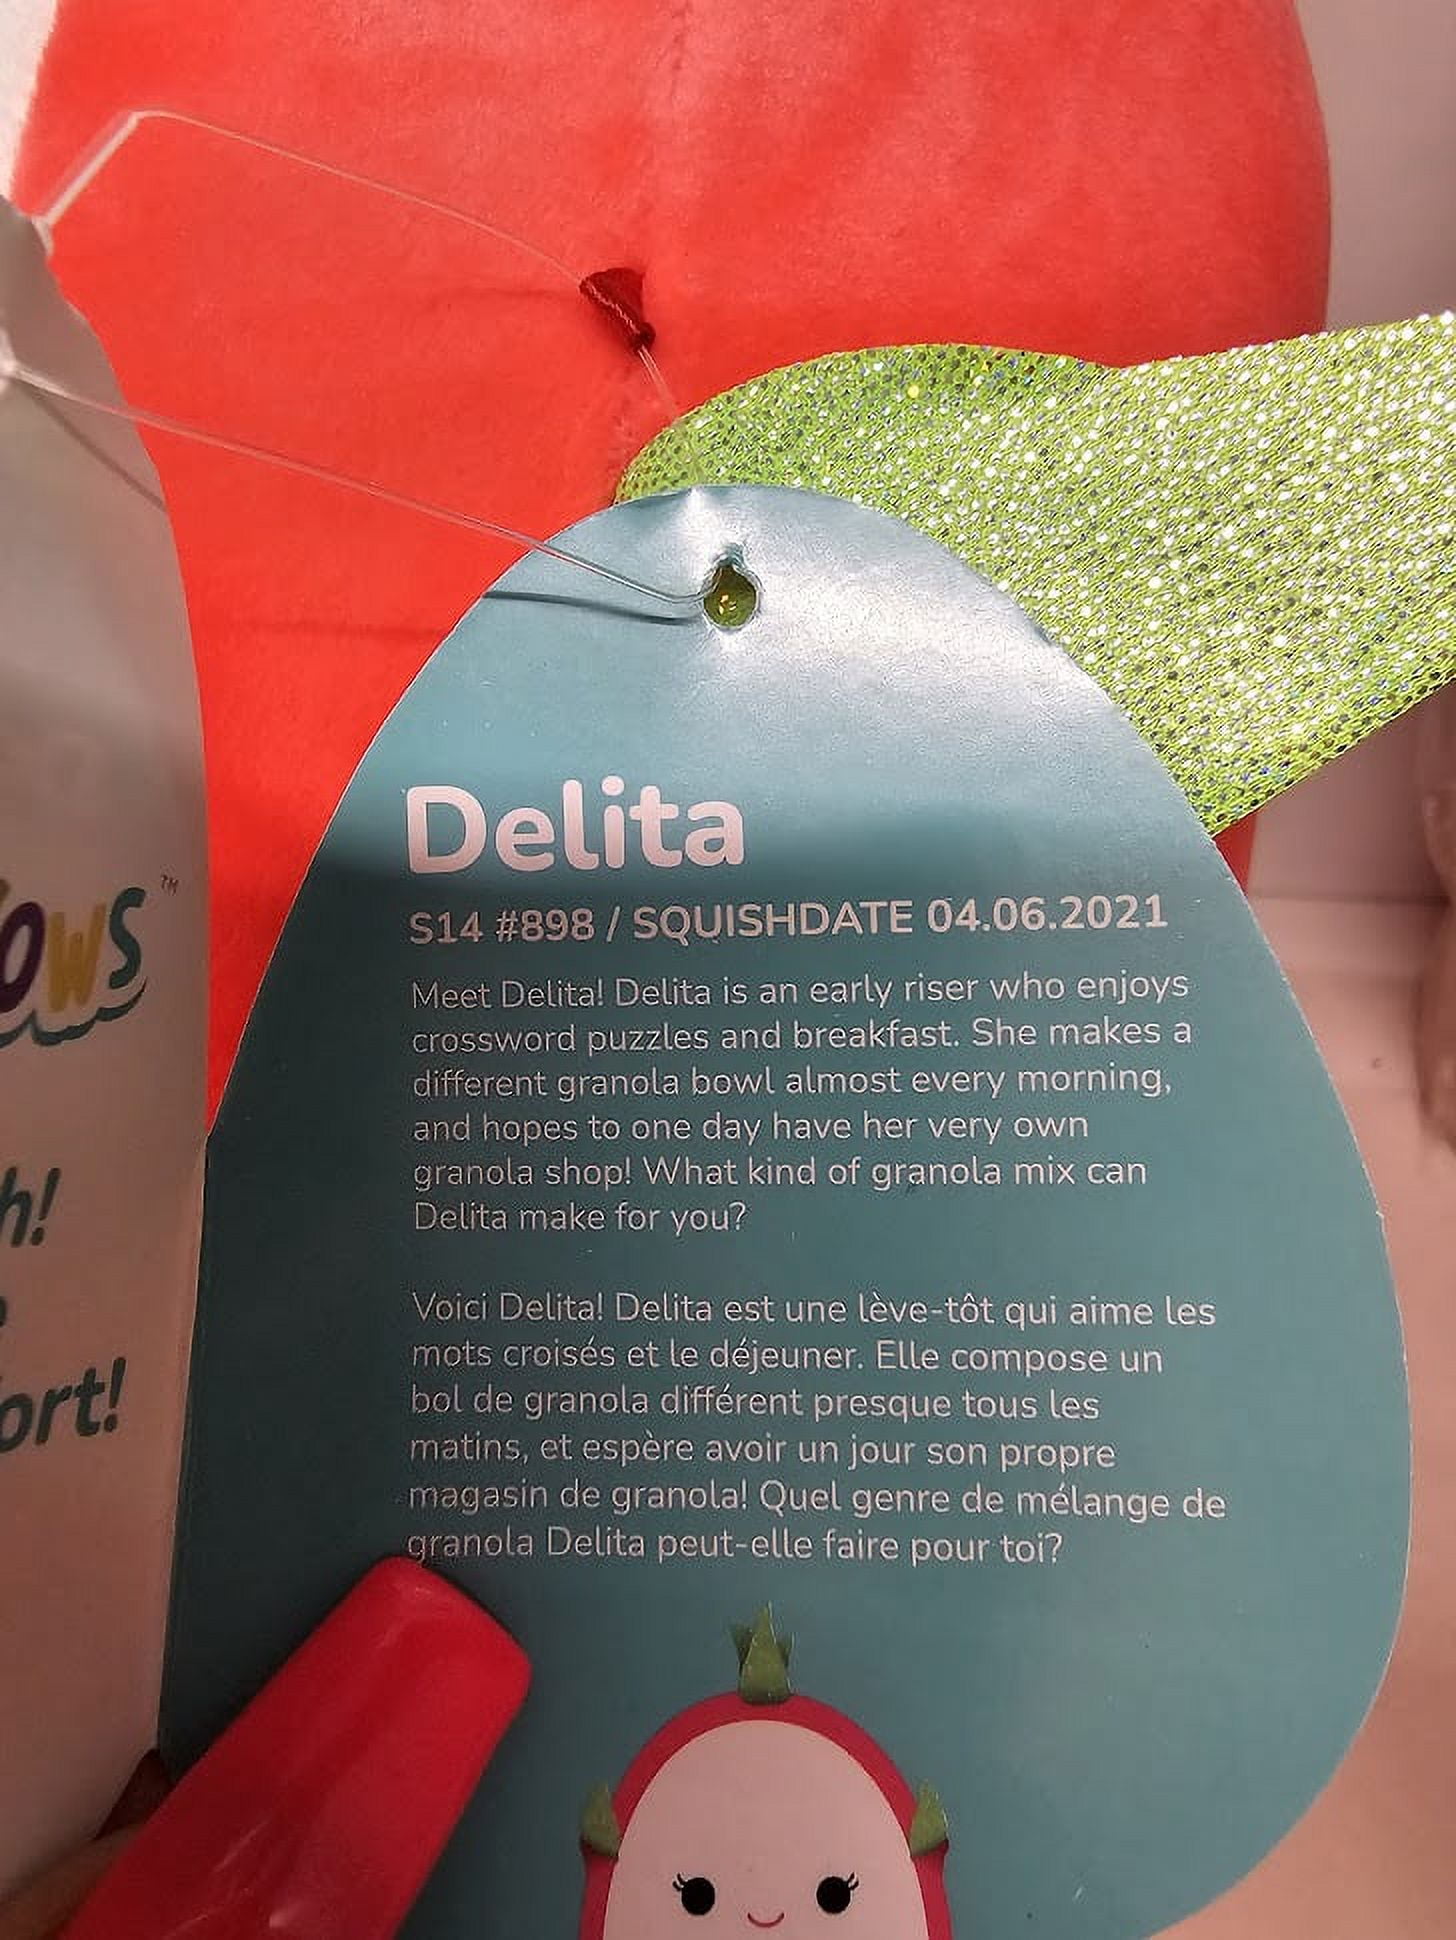 ows™
h!
ort!
Delita
S14 #898 / SQUISHDATE 04.06.2021
Meet Delita! Delita is an early riser who enjoys
crossword puzzles and breakfast. She makes a
different granola bowl almost every morning,
and hopes to one day have her very own
granola shop! What kind of granola mix can
Delita make for you?
Voici Delita! Delita est une lève-tôt qui aime les
mots croisés et le déjeuner. Elle compose un
bol de granola différent presque tous les
matins, et espère avoir un jour son propre
magasin de granola! Quel genre de mélange de
granola Delita peut-elle faire pour toi?